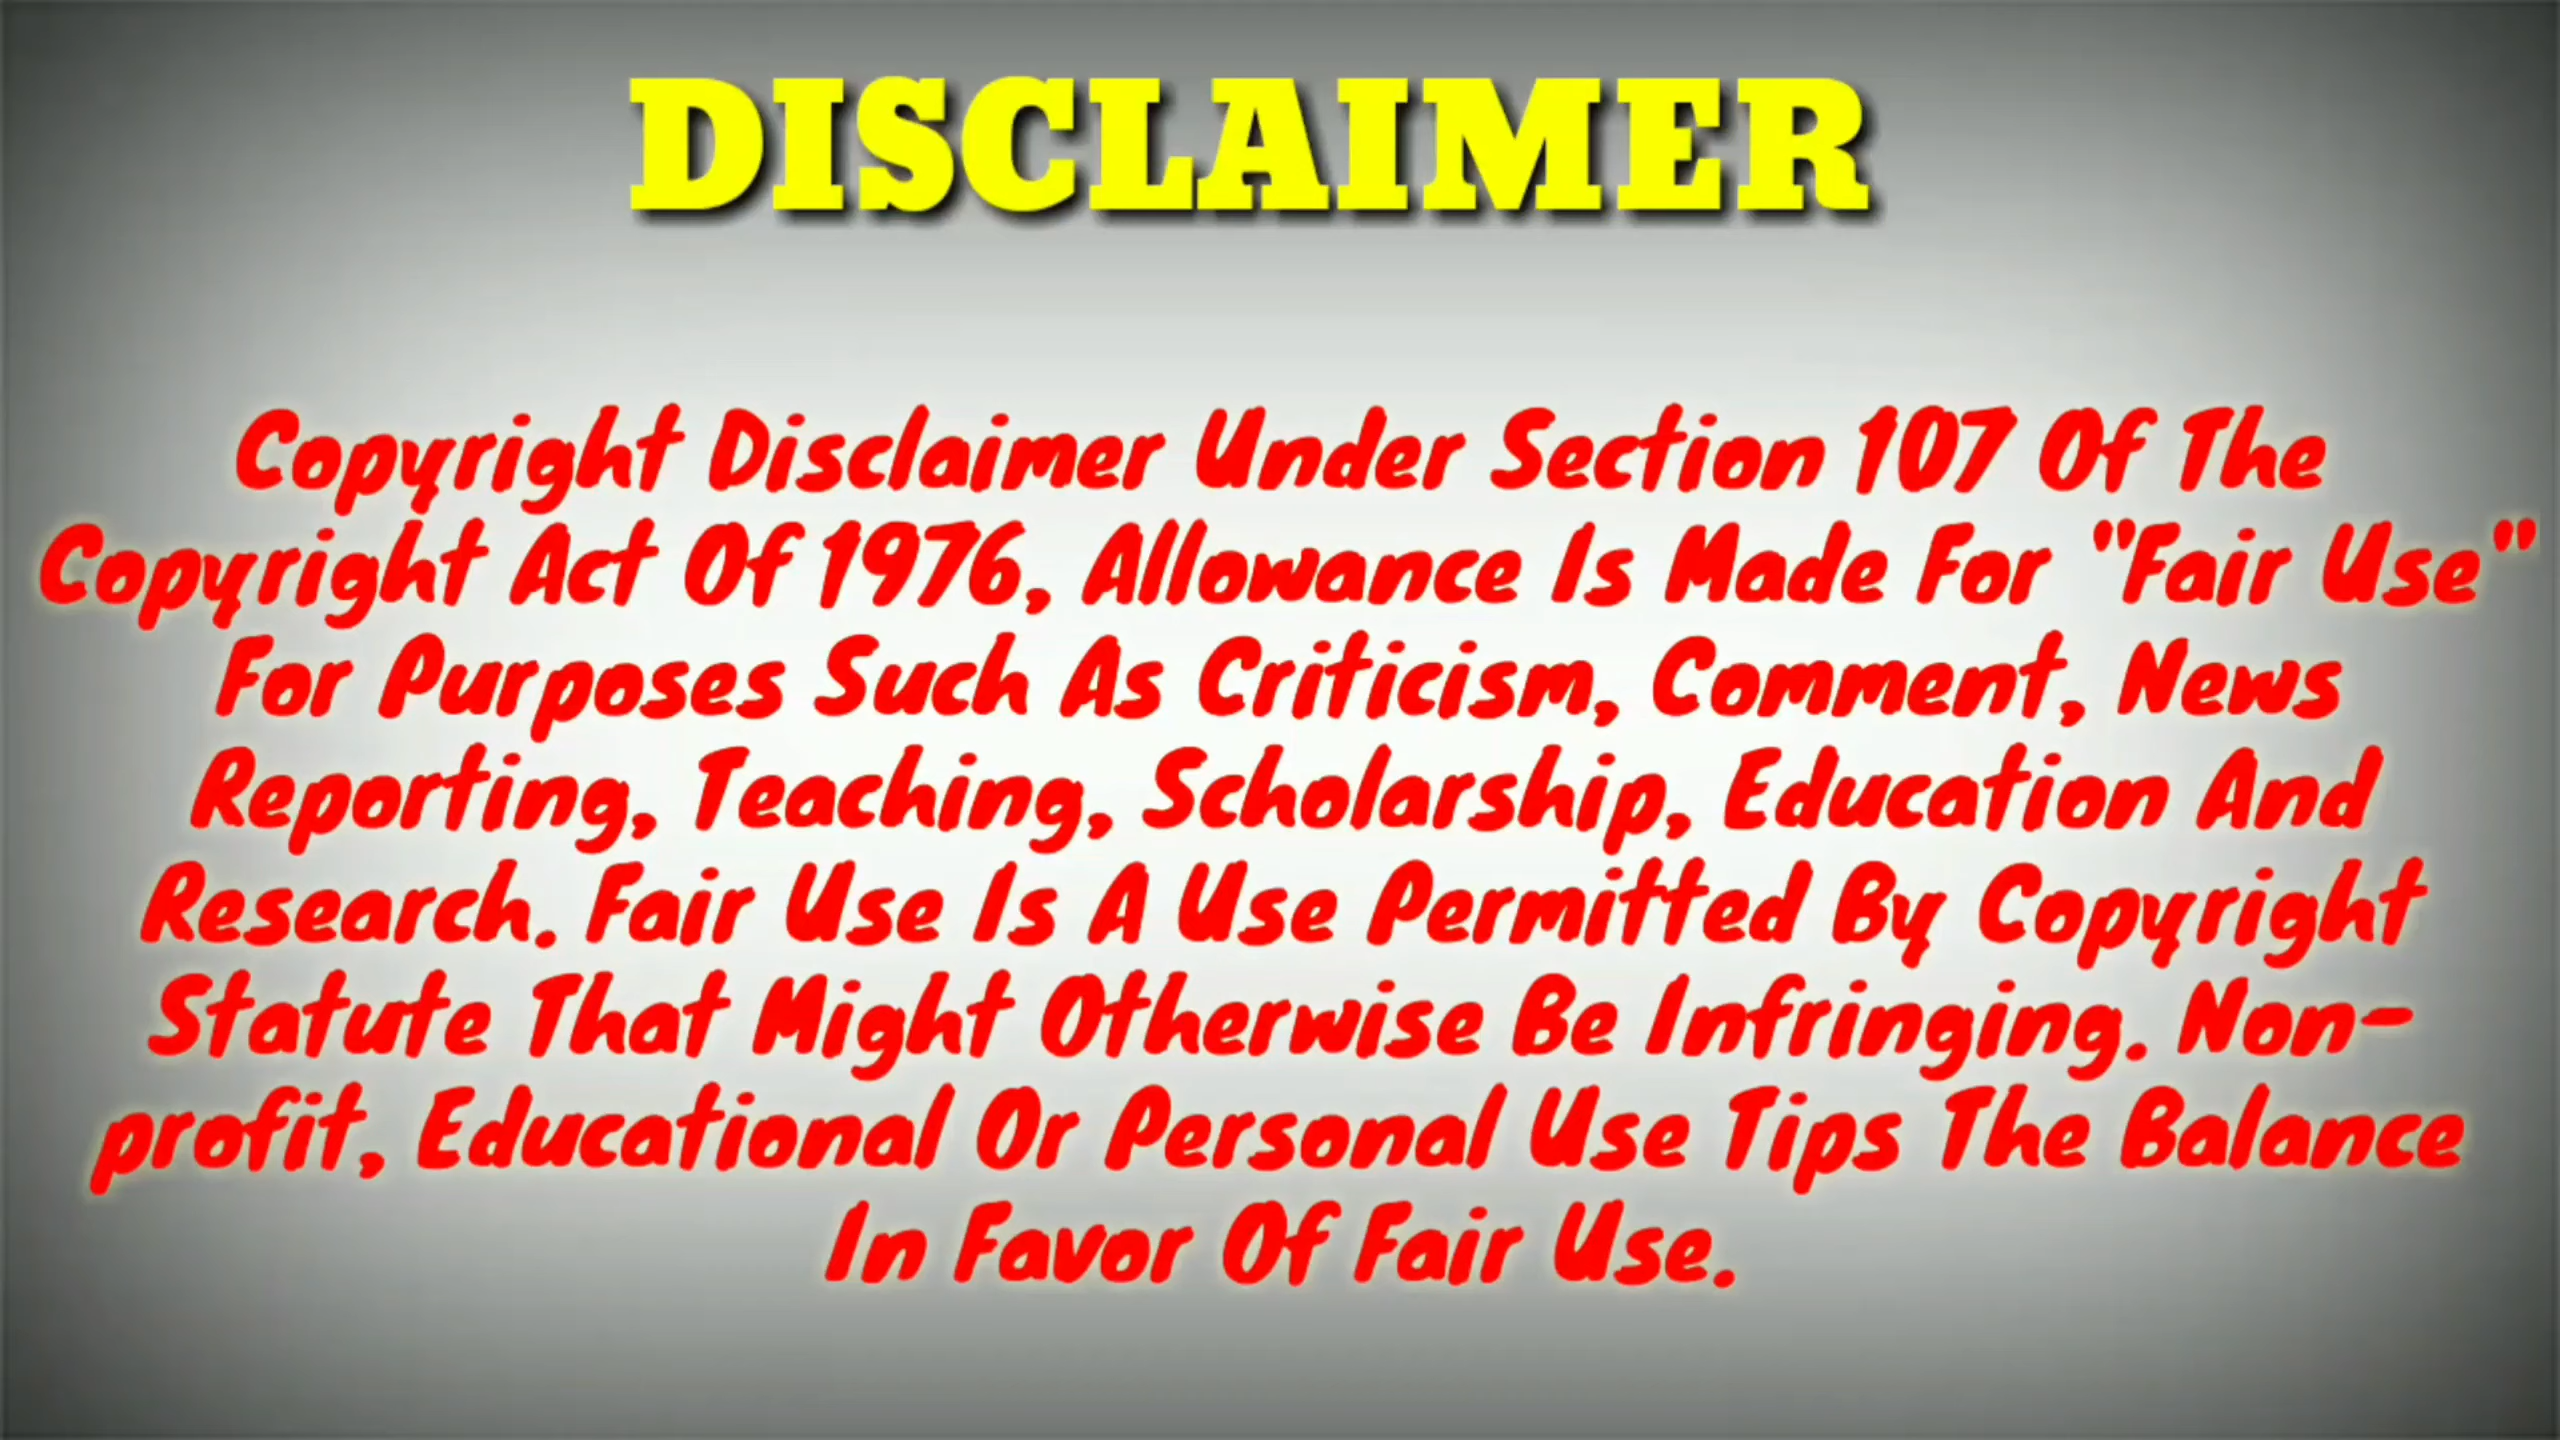 DISCLAIMER
Copyright Disclaimer Under Section 107 Of The
Copyright Act Of 1976, Allowance Is Made For "Fair Use"
For Purposes Such As Criticism, Comment, News
Reporting, Teaching, Scholarship, Education And
Research. Fair Use Is A Use Permitted By Copyright
Statute That Might Otherwise Be Infringing. Non-
profit, Educational Or Personal Use Tips The Balance
In Favor Of Fair Use.